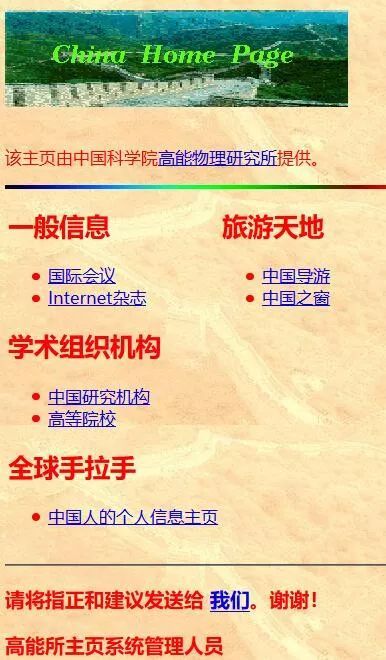 China Home Page
该主页由中国科学院高能物理研究所提供。
一般信息
国际会议
Internet杂志
旅游天地
中国导游
中国之窗
学术组织机构
中国研究机构
高等院校
全球手拉手
中国人的个人信息主页
请将指正和建议发送给 我们。谢谢！
高能所主页系统管理人员